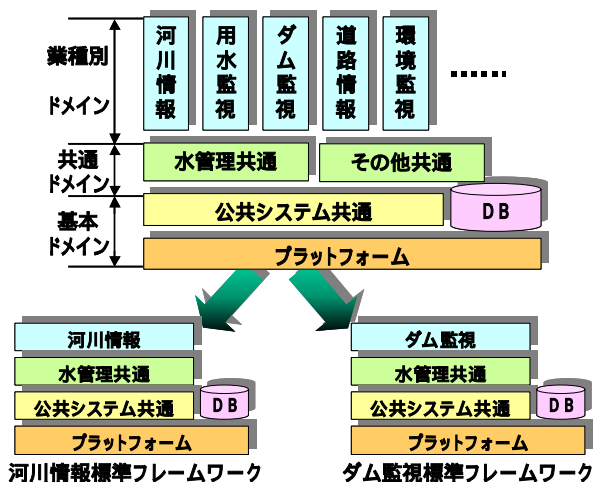 業種別
ドメイン
河川情報
用水監視
ダム監視
道路情報
環境監視
……
共通
ドメイン
水管理共通
その他共通
基本
ドメイン
公共システム共通
DB
プラットフォーム
河川情報
水管理共通
公共システム共通
DB
プラットフォーム
河川情報標準フレームワーク
ダム監視
水管理共通
公共システム共通
DB
プラットフォーム
ダム監視標準フレームワーク